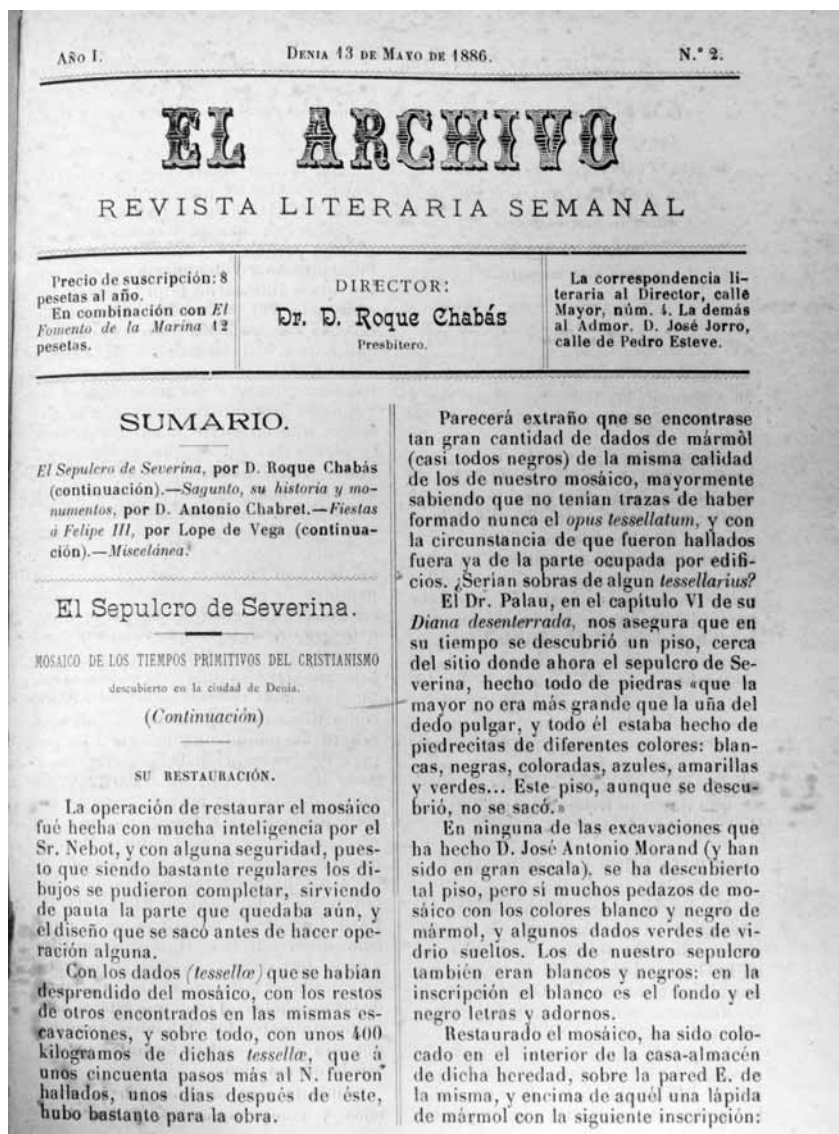 AÑO I.
DENIA 13 DE MAYO DE 1886.
N.° 2.
EL ARCHIVO
REVISTA LITERARIA SEMANAL
Precio de suscripción: 8
pesetas al año.
En combinación con El
Fomento de la Marina 12
pesetas.
DIRECTOR:
Dr. D. Roque Chabás
Presbítero.
La correspondencia li-
teraria al Director, calle
Mayor, núm. 4. La demás
al Admor. D. José Jorro,
calle de Pedro Esteve.
SUMARIO.
El Sepulcro de Severina, por D. Roque Chabás
(continuación).—Sagunto, su historia y mo-
numentos, por D. Antonio Chabret.—Fiestas
á Felipe III, por Lope de Vega (continua-
ción).—Miscelánea.
El Sepulcro de Severina.
MOSAICO DE LOS TIEMPOS PRIMITIVOS DEL CRISTIANISMO
descubierto en la ciudad de Denia.
(Continuación)
SU RESTAURACIÓN.
La operación de restaurar el mosáico
fué hecha con mucha inteligencia por el
Sr. Nebot, y con alguna seguridad, pues-
to que siendo bastante regulares los di-
bujos se pudieron completar, sirviendo
de pauta la parte que quedaba aún, y
el diseño que se sacó antes de hacer ope-
ración alguna.
Con los dados (tessellæ) que se habían
desprendido del mosáico, con los restos
de otros encontrados en las mismas es-
cavaciones, y sobre todo, con unos 400
kilogramos de dichas tessellæ, que á
unos cincuenta pasos más al N. fueron
hallados, unos días después de éste,
hubo bastante para la obra.
Parecerá extraño qne se encontrase
tan gran cantidad de dados de mármòl
(casi todos negros) de la misma calidad
de los de nuestro mosáico, mayormente
sabiendo que no tenían trazas de haber
formado nunca el opus tessellatum, y con
la circunstancia de que fueron hallados
fuera ya de la parte ocupada por edifi-
cios. ¿Serían sobras de algun tessellarius?
El Dr. Palau, en el capítulo VI de su
Diana desenterrada, nos asegura que en
su tiempo se descubrió un piso, cerca
del sitio donde ahora el sepulcro de Se-
verina, hecho todo de piedras «que la
mayor no era más grande que la uña del
dedo pulgar, y todo él estaba hecho de
piedrecitas de diferentes colores: blan-
cas, negras, coloradas, azules, amarillas
y verdes... Este piso, aunque se descu-
brió, no se sacó.»
En ninguna de las excavaciones que
ha hecho D. José Antonio Morand (y han
sido en gran escala), se ha descubierto
tal piso, pero sí muchos pedazos de mo-
sáico con los colores blanco y negro de
mármol, y algunos dados verdes de vi-
drio sueltos. Los de nuestro sepulcro
también eran blancos y negros: en la
inscripción el blanco es el fondo y el
negro letras y adornos.
Restaurado el mosáico, ha sido colo-
cado en el interior de la casa-almacén
de dicha heredad, sobre la pared E. de
la misma, y encima de aquél una lápida
de mármol con la siguiente inscripción: